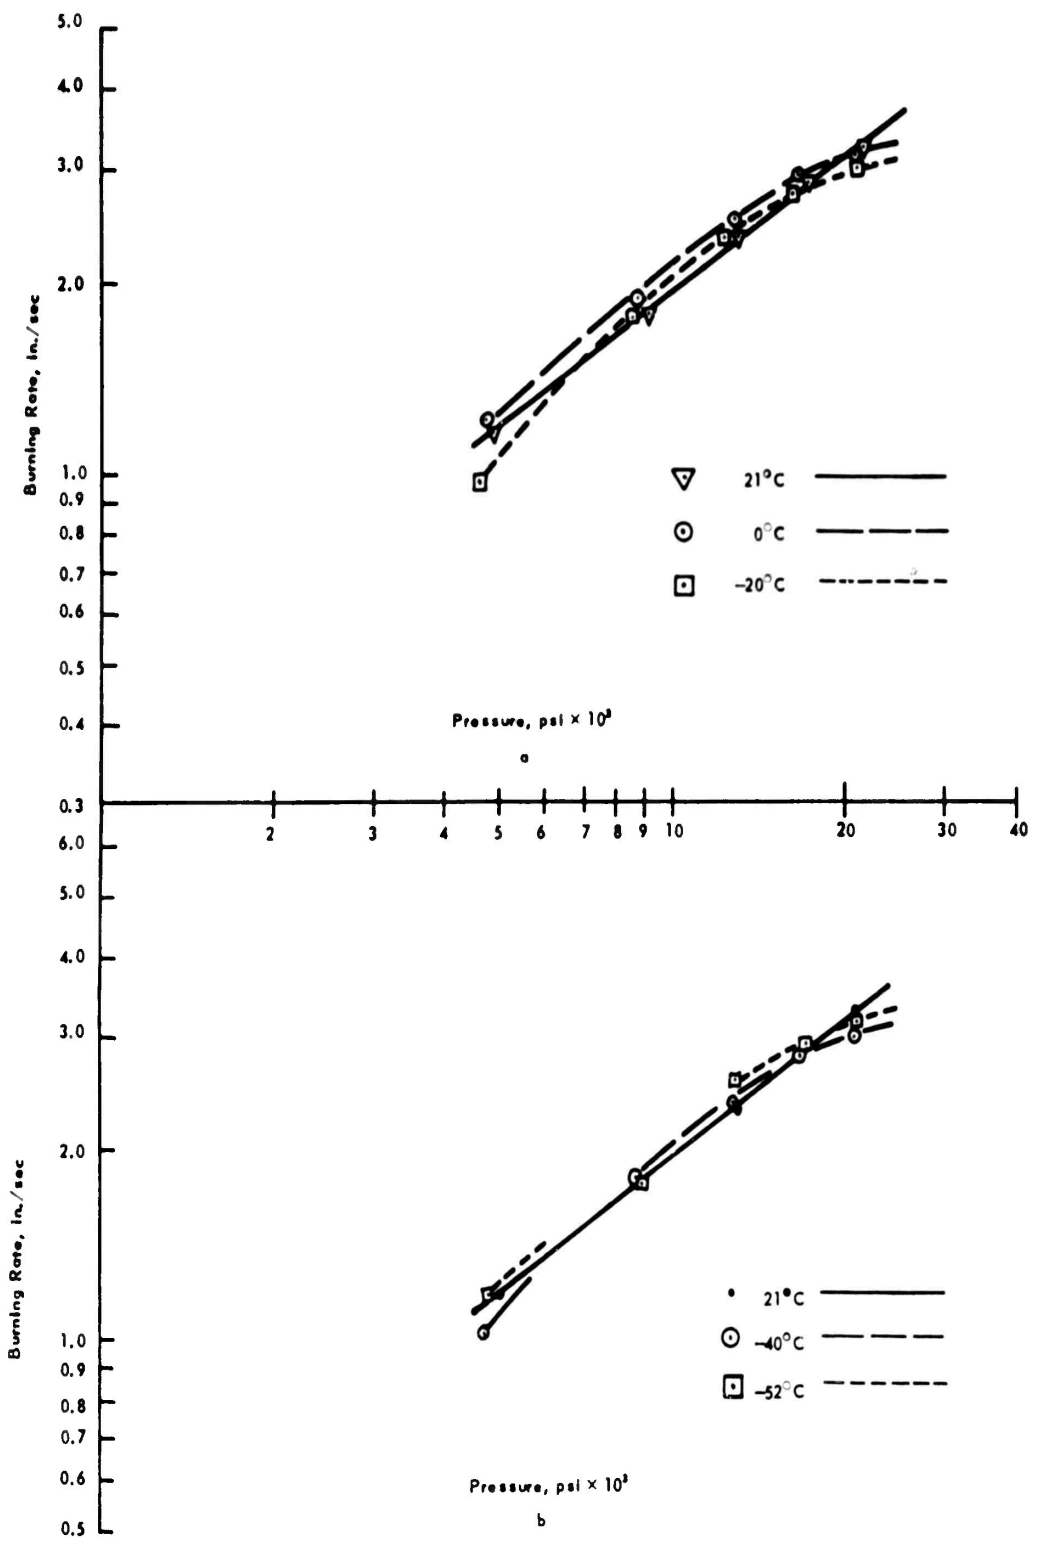 5.0
4.0
3.0
2.0
1.0
0.9
0.8
0.7
0.6
0.5
0.4
0.3
Burning Rate, in./sec
21°C
0°C
−20°C
Pressure, psi × 10³
a
2 3 4 5 6 7 8 9 10 20 30 40
6.0
5.0
4.0
3.0
2.0
1.0
0.9
0.8
0.7
0.6
0.5
Burning Rate, in./sec
21°C
−40°C
−52°C
Pressure, psi × 10³
b